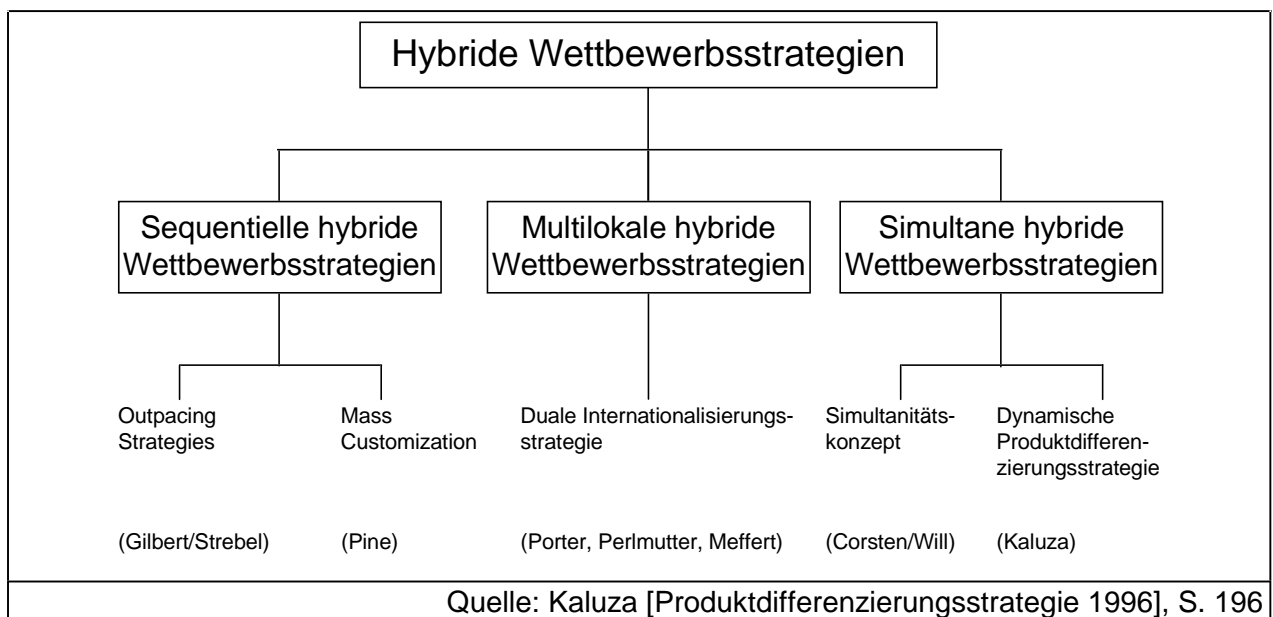 Hybride Wettbewerbsstrategien
Sequentielle hybride
Wettbewerbsstrategien
Multilokale hybride
Wettbewerbsstrategien
Simultane hybride
Wettbewerbsstrategien
Outpacing
Strategies
Mass
Customization
Duale Internationalisierungs-
strategie
Simultanitäts-
konzept
Dynamische
Produktdifferen-
zierungsstrategie
(Gilbert/Strebel)
(Pine)
(Porter, Perlmutter, Meffert)
(Corsten/Will)
(Kaluza)
Quelle: Kaluza [Produktdifferenzierungsstrategie 1996], S. 196